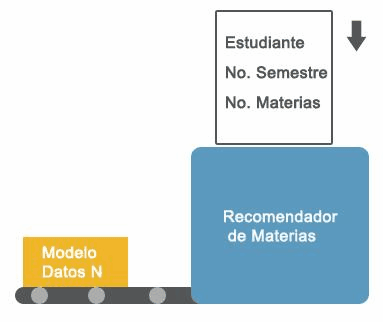 Estudiante
No. Semestre
No. Materias
Recomendador
de Materias
Modelo
Datos N